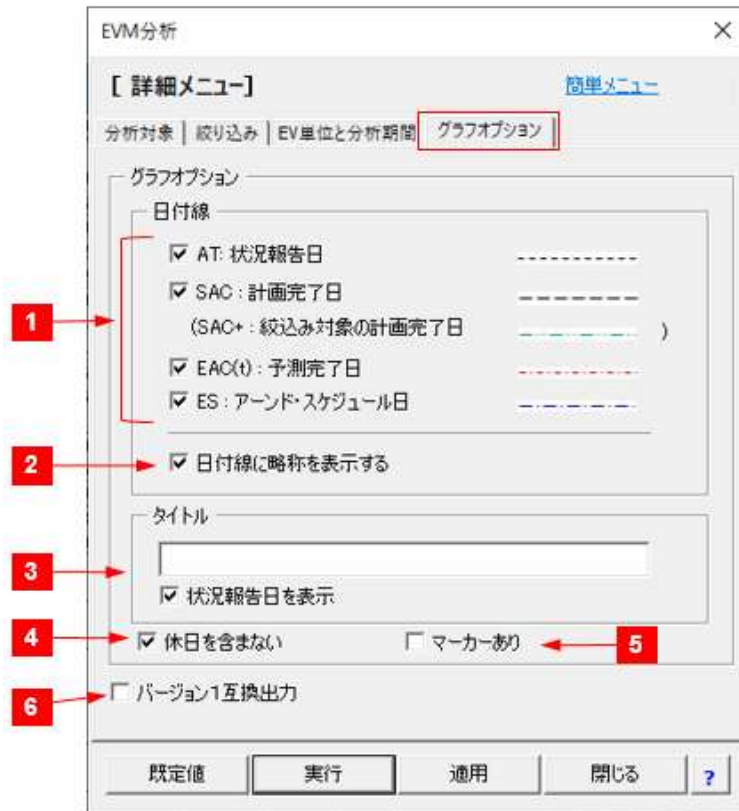 EVM分析
[ 詳細メニュー]
簡単メニュー
分析対象 絞り込み EV単位と分析期間 グラフオプション
グラフオプション
日付線
AT: 状況報告日
SAC : 計画完了日
(SAC+ : 絞込み対象の計画完了日 )
1
EAC(t) : 予測完了日
ES : アーンド・スケジュール日
2
日付線に略称を表示する
タイトル
3
状況報告日を表示
4
休日を含まない
マーカーあり
5
6
バージョン1互換出力
既定値 実行 適用 閉じる ?